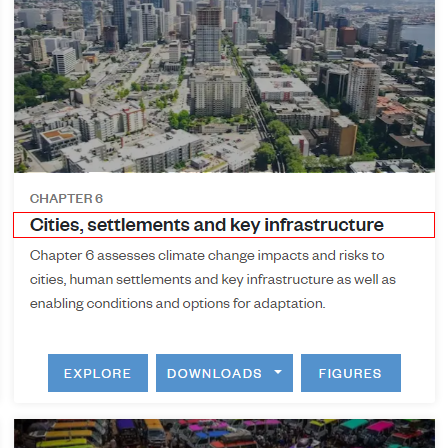 CHAPTER 6
Cities, settlements and key infrastructure
Chapter 6 assesses climate change impacts and risks to
cities, human settlements and key infrastructure as well as
enabling conditions and options for adaptation.
EXPLORE
DOWNLOADS
FIGURES